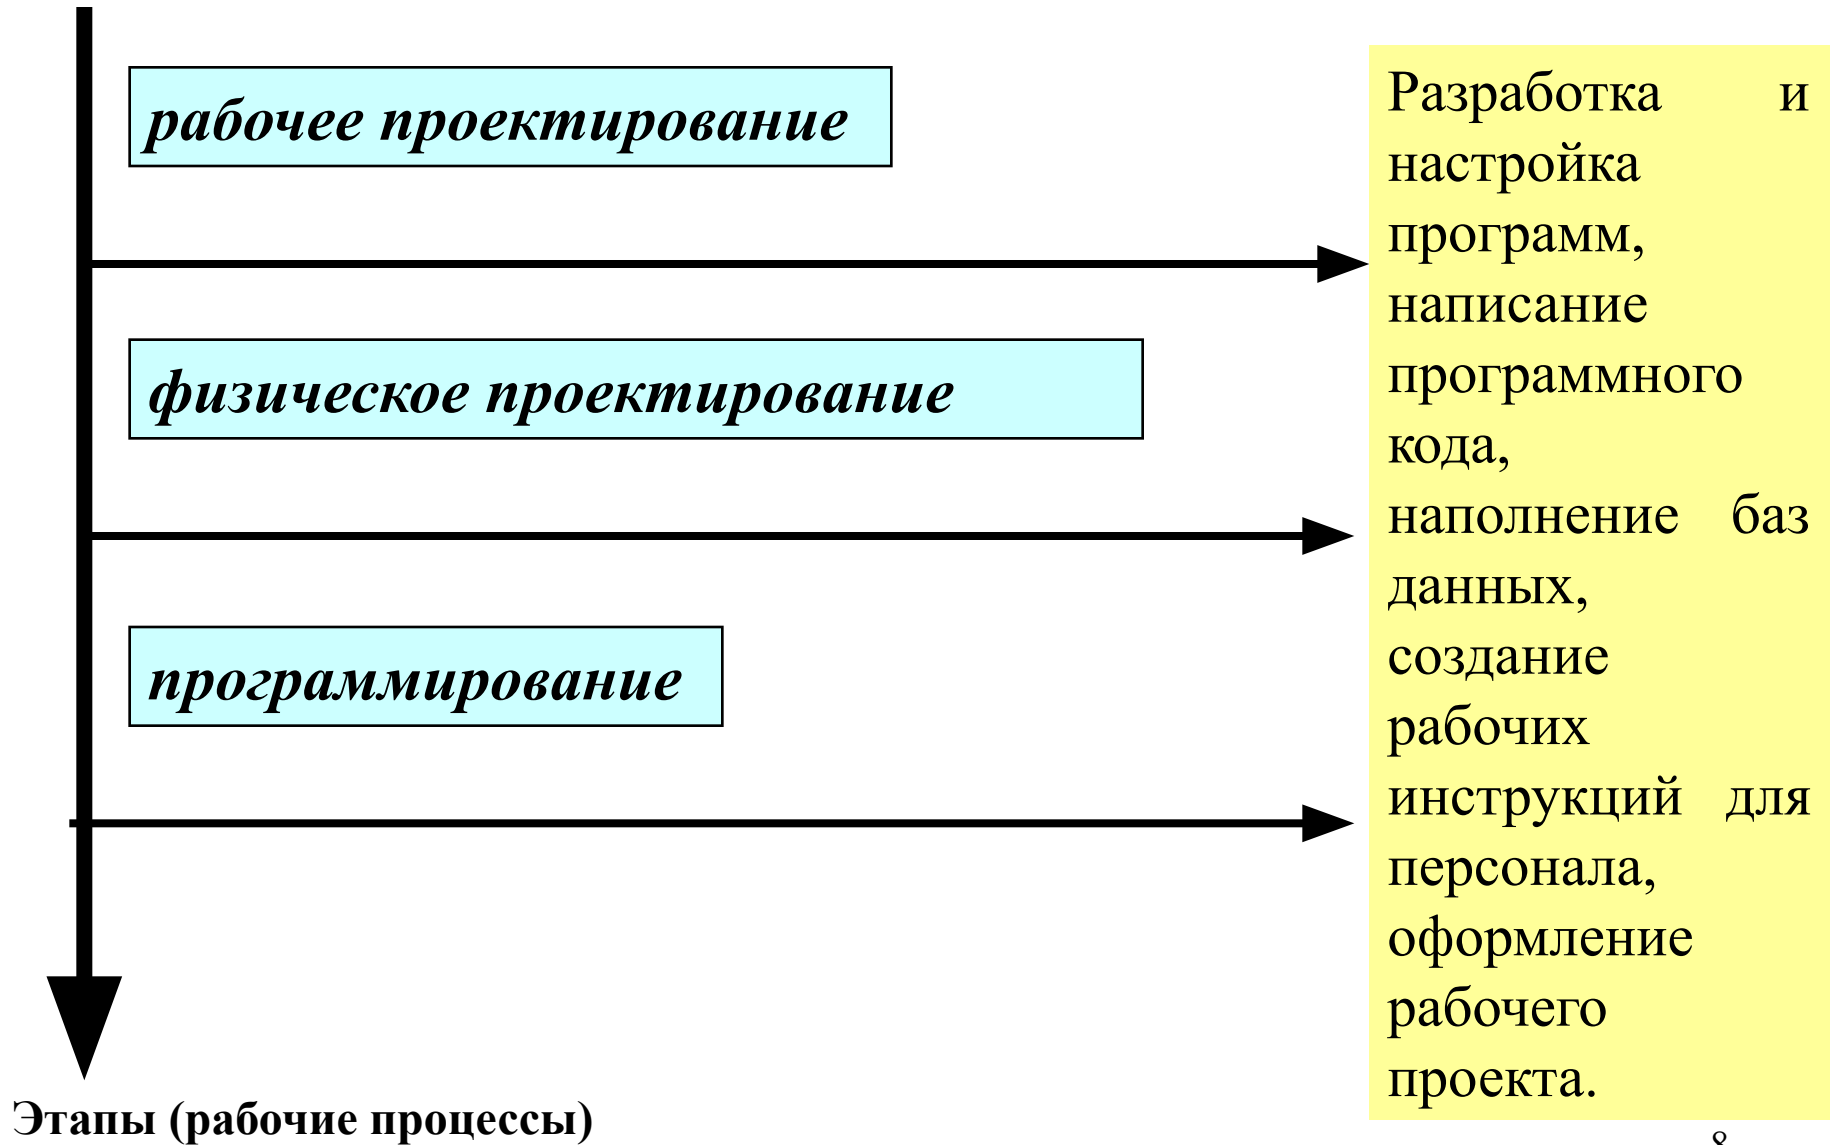 рабочее проектирование
физическое проектирование
программирование
Разработка и
настройка
программ,
написание
программного
кода,
наполнение баз
данных,
создание
рабочих
инструкций для
персонала,
оформление
рабочего
проекта.
Этапы (рабочие процессы)
8